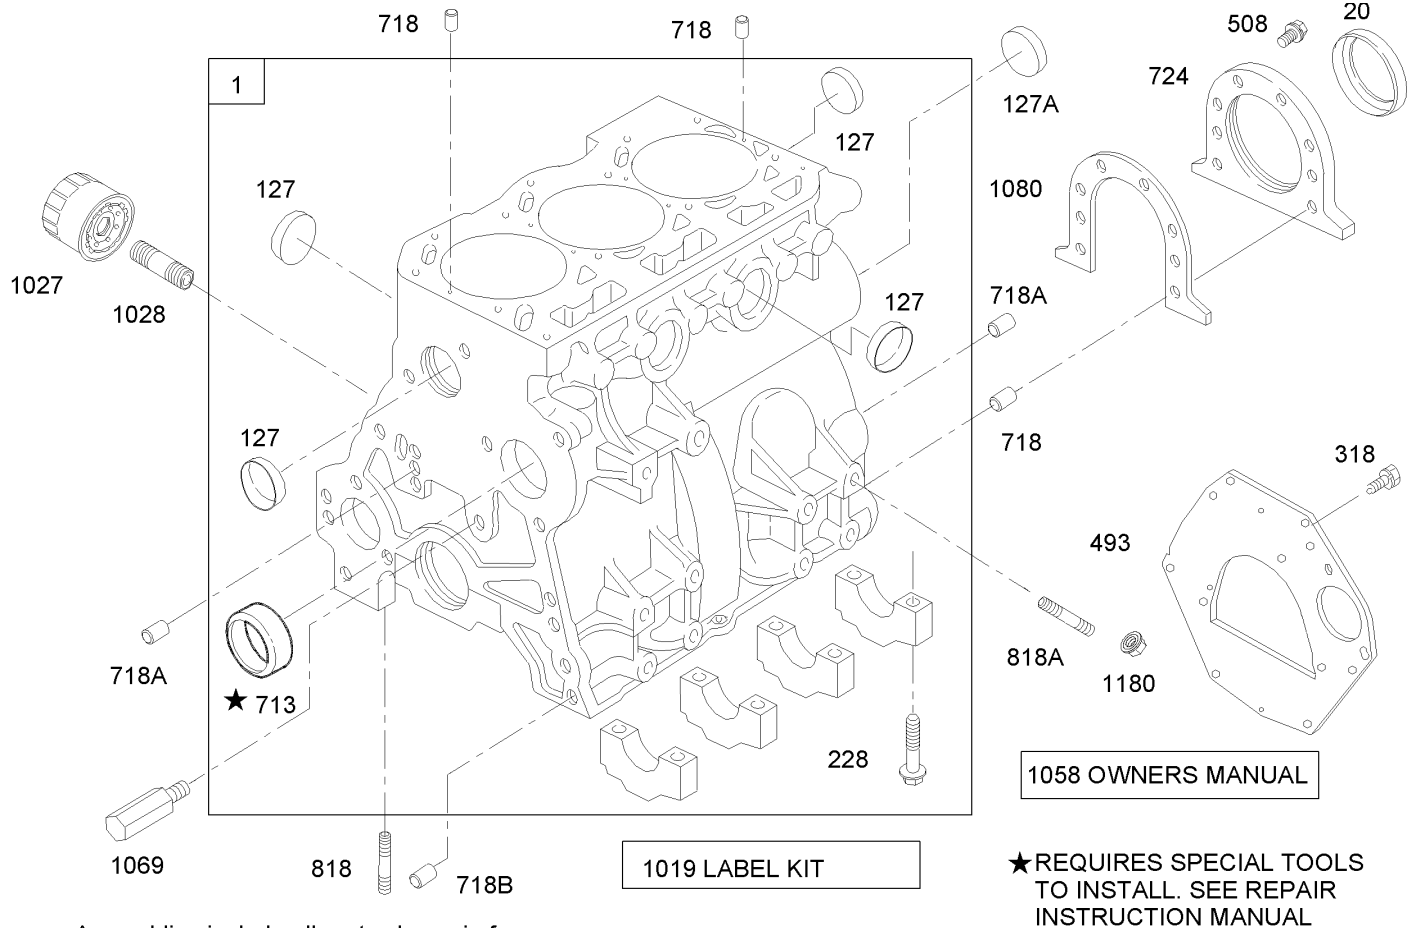 718
718
508
20
724
1
127A
127
1080
127
1027
1028
718A
127
127
718
318
493
718A
★ 713
818A
1180
228
1058 OWNERS MANUAL
1069
818
718B
1019 LABEL KIT
★REQUIRES SPECIAL TOOLS
TO INSTALL. SEE REPAIR
INSTRUCTION MANUAL